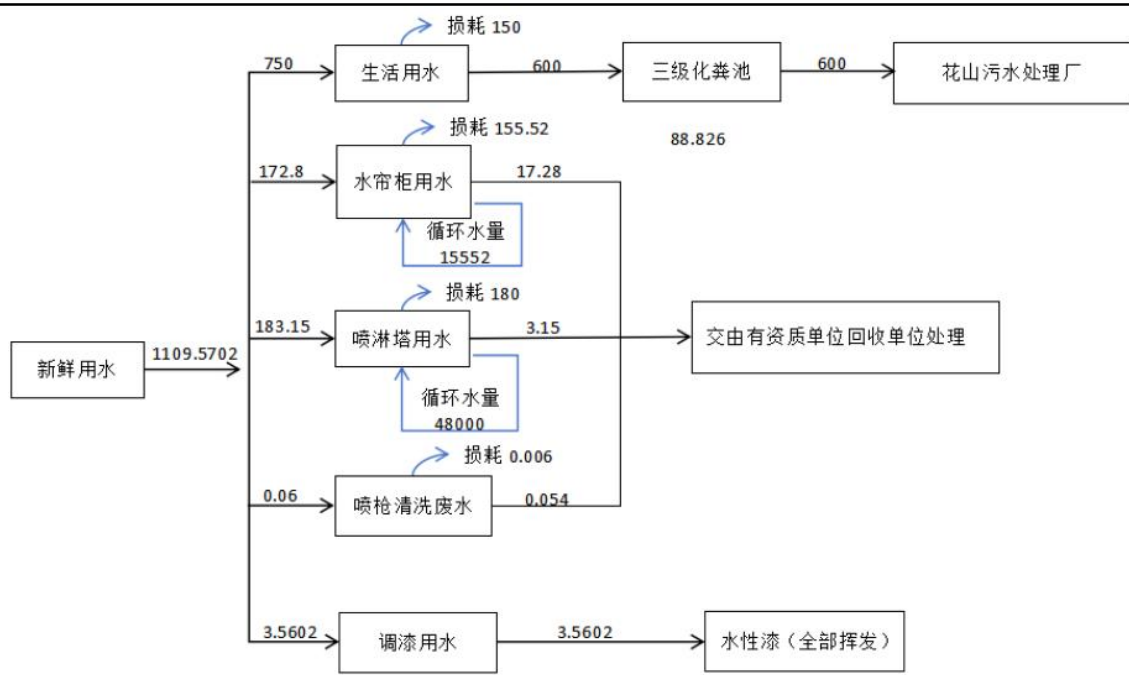 损耗 150
750
生活用水
600
三级化粪池
600
花山污水处理厂
损耗 155.52
88.826
172.8
水帘柜用水
17.28
循环水量
15552
损耗 180
183.15
喷淋塔用水
3.15
交由有资质单位回收单位处理
新鲜用水
1109.5702
循环水量
48000
损耗 0.006
0.06
喷枪清洗废水
0.054
3.5602
调漆用水
3.5602
水性漆（全部挥发）